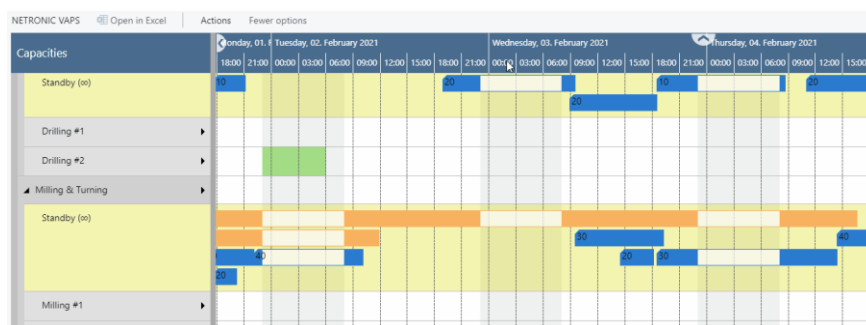 NETRONIC VAPS Open in Excel Actions Fewer options
Capacities
onday, 01. F Tuesday, 02. February 2021 Wednesday, 03. February 2021 Thursday, 04. February 2021
18:00 21:00 00:00 03:00 06:00 09:00 12:00 15:00 18:00 21:00 00:00 03:00 06:00 09:00 12:00 15:00 18:00 21:00 00:00 03:00 06:00 09:00 12:00 15:00
Standby (∞) 10 20 10 20
20
Drilling #1
Drilling #2
Milling & Turning
Standby (∞)
30 40
40 20 30
20
Milling #1